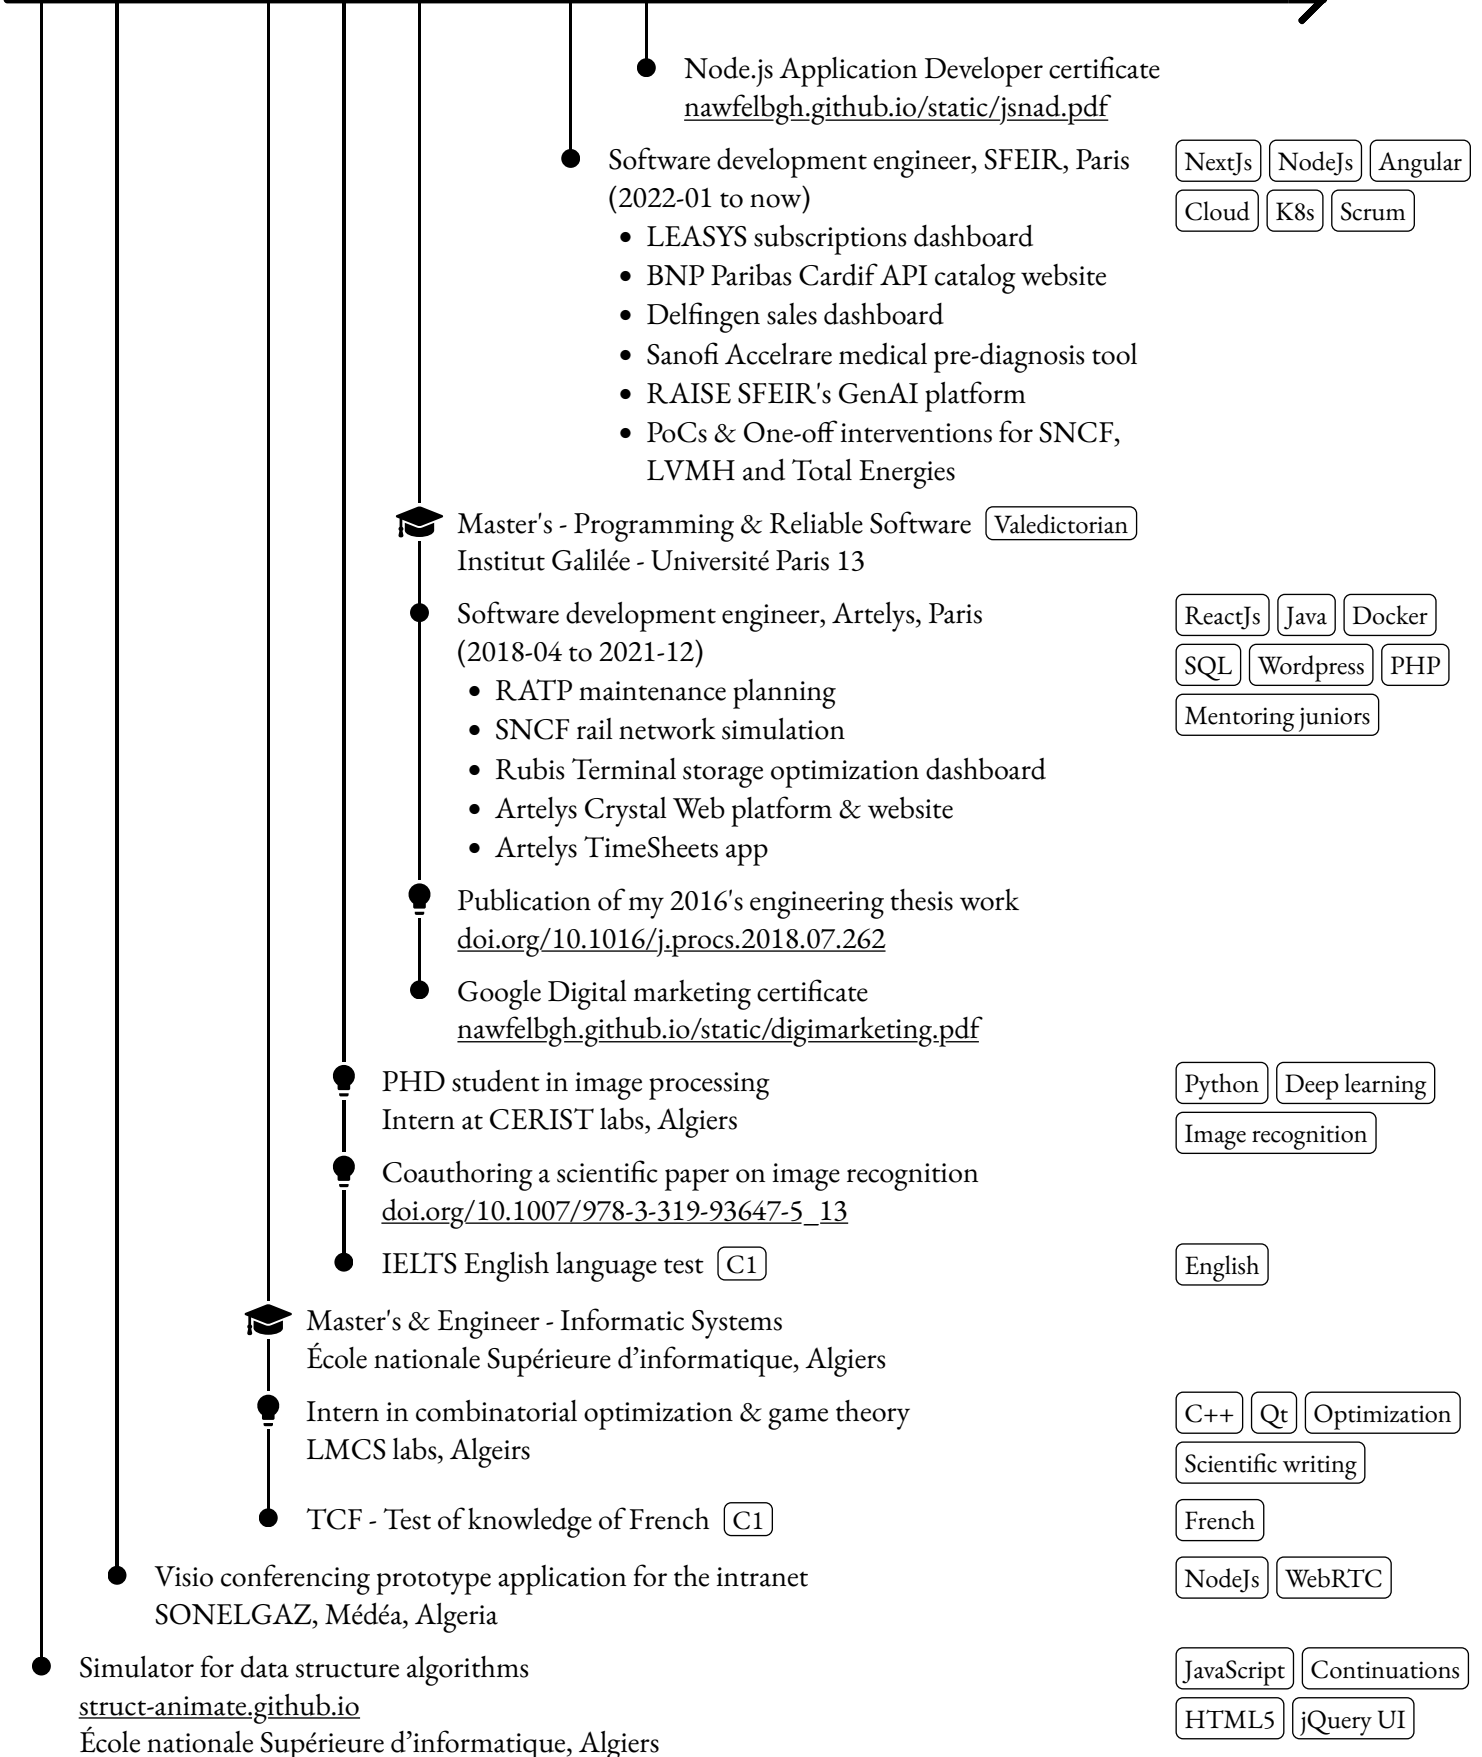 Node.js Application Developer certificate
nawfelbgh.github.io/static/jsnad.pdf
Software development engineer, SFEIR, Paris
(2022-01 to now)
NextJs NodeJs Angular
Cloud K8s Scrum
• LEASYS subscriptions dashboard
• BNP Paribas Cardif API catalog website
• Delfingen sales dashboard
• Sanofi Accelrare medical pre-diagnosis tool
• RAISE SFEIR's GenAI platform
• PoCs & One-off interventions for SNCF,
LVMH and Total Energies
Master's - Programming & Reliable Software Valedictorian
Institut Galilée - Université Paris 13
Software development engineer, Artelys, Paris
(2018-04 to 2021-12)
ReactJs Java Docker
SQL Wordpress PHP
Mentoring juniors
• RATP maintenance planning
• SNCF rail network simulation
• Rubis Terminal storage optimization dashboard
• Artelys Crystal Web platform & website
• Artelys TimeSheets app
Publication of my 2016's engineering thesis work
doi.org/10.1016/j.procs.2018.07.262
Google Digital marketing certificate
nawfelbgh.github.io/static/digimarketing.pdf
PHD student in image processing
Intern at CERIST labs, Algiers
Python Deep learning
Image recognition
Coauthoring a scientific paper on image recognition
doi.org/10.1007/978-3-319-93647-5_13
IELTS English language test C1
English
Master's & Engineer - Informatic Systems
École nationale Supérieure d’informatique, Algiers
Intern in combinatorial optimization & game theory
LMCS labs, Algeirs
C++ Qt Optimization
Scientific writing
TCF - Test of knowledge of French C1
French
Visio conferencing prototype application for the intranet
SONELGAZ, Médéa, Algeria
NodeJs WebRTC
Simulator for data structure algorithms
struct-animate.github.io
École nationale Supérieure d’informatique, Algiers
JavaScript Continuations
HTML5 jQuery UI